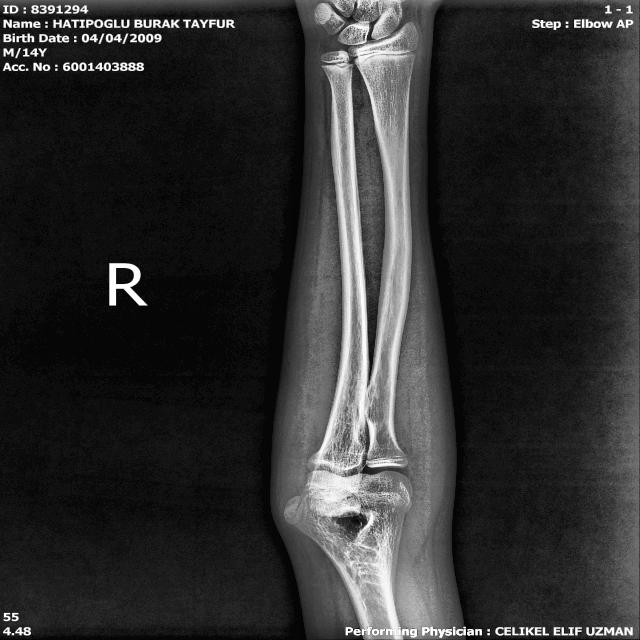 ID : 8391294
Name : HATIPOGLU BURAK TAYFUR
Birth Date : 04/04/2009
M/14Y
Acc. No : 6001403888
1 - 1
Step : Elbow AP
R
55
4.48
Performing Physician : CELIKEL ELIF UZMAN